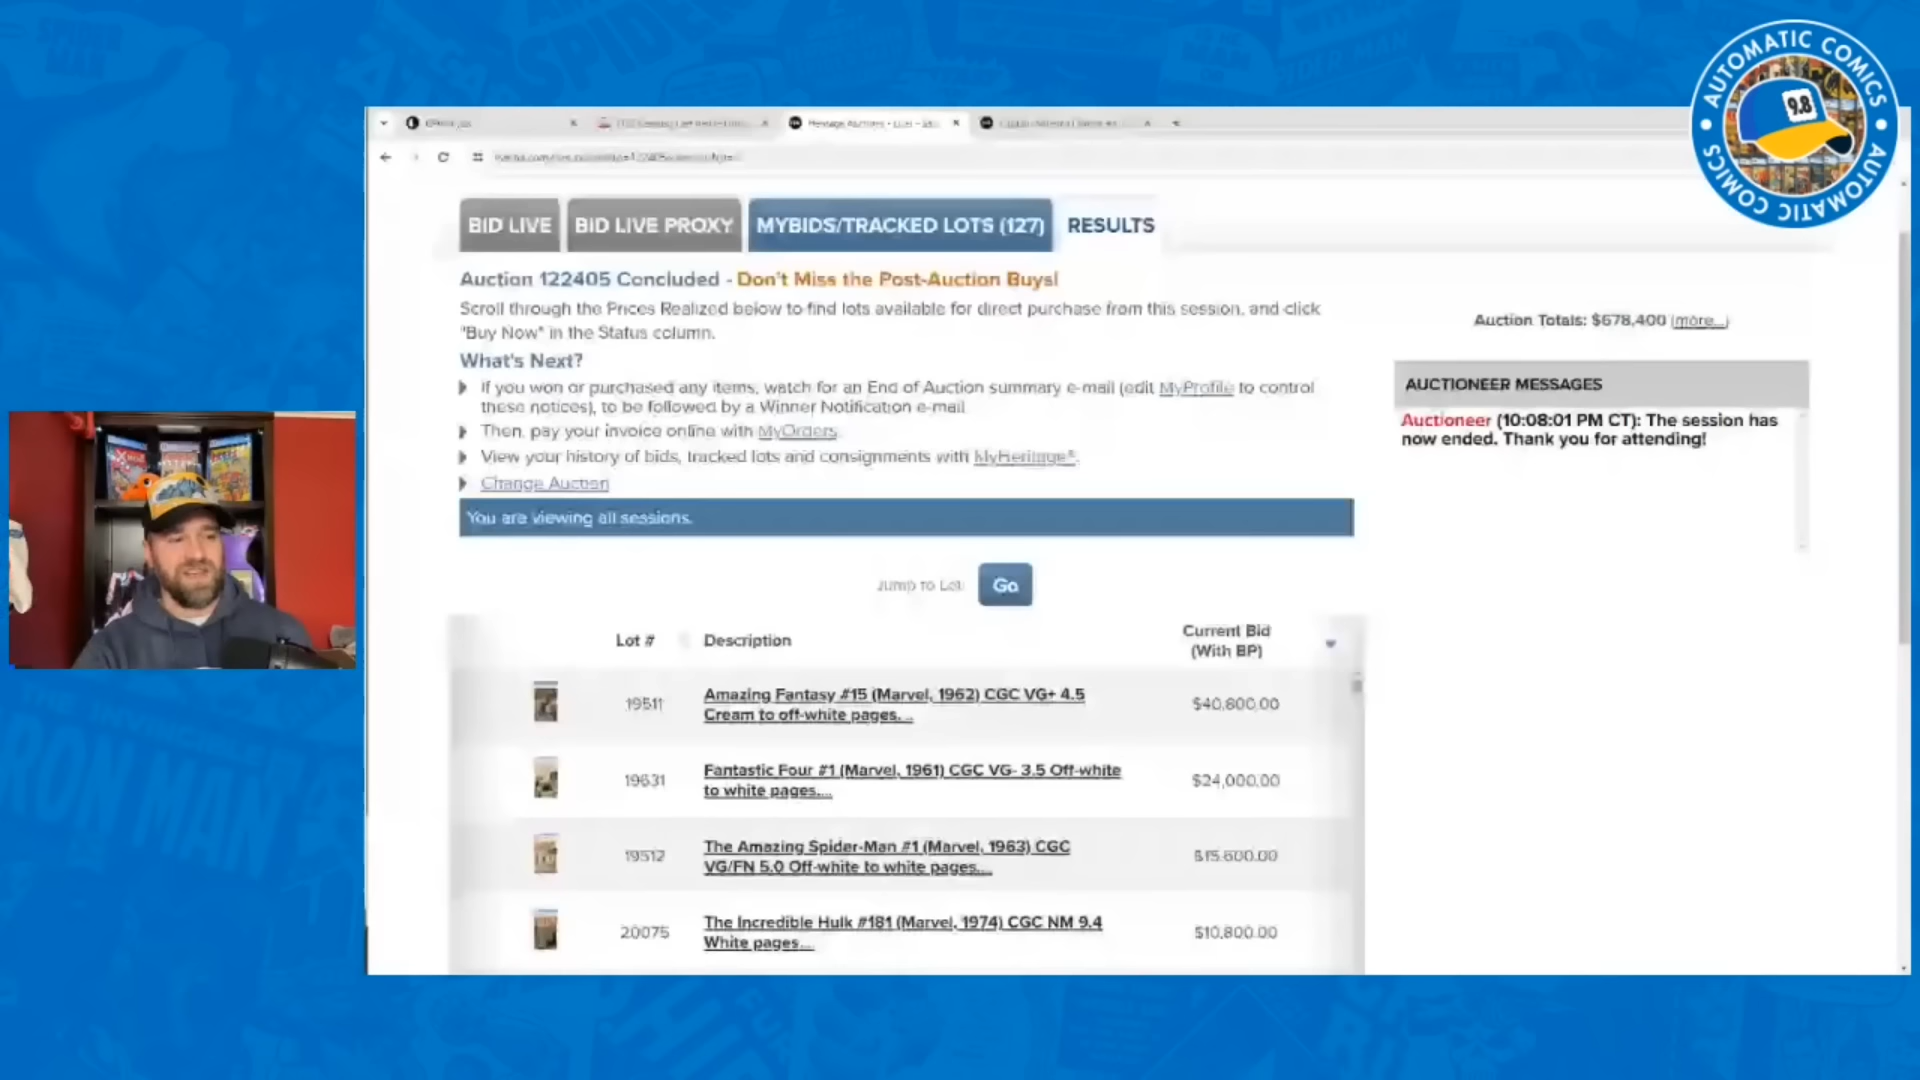 AUTOMATIC COMICS
AUTOMATIC COMICS
9.8
BID LIVE
BID LIVE PROXY
MYBIDS/TRACKED LOTS (127)
RESULTS
Auction 122405 Concluded - Don't Miss the Post-Auction Buys!
Scroll through the Prices Realized below to find lots available for direct purchase from this session, and click
"Buy Now" in the Status column.
Auction Totals: $678,400 (more...)
What's Next?
If you won or purchased any items, watch for an End of Auction summary e-mail (edit MyProfile to control
these notices), to be followed by a Winner Notification e-mail
Then, pay your invoice online with MyOrders.
View your history of bids, tracked lots and consignments with MyHeritage®.
Change Auction
AUCTIONEER MESSAGES
Auctioneer (10:08:01 PM CT): The session has
now ended. Thank you for attending!
You are viewing all sessions.
Jump to Lot:
Go
Lot #
Description
Current Bid
(With BP)
19511
Amazing Fantasy #15 (Marvel, 1962) CGC VG+ 4.5
Cream to off-white pages....
$40,800.00
19631
Fantastic Four #1 (Marvel, 1961) CGC VG- 3.5 Off-white
to white pages....
$24,000.00
19512
The Amazing Spider-Man #1 (Marvel, 1963) CGC
VG/FN 5.0 Off-white to white pages....
$15,600.00
20075
The Incredible Hulk #181 (Marvel, 1974) CGC NM 9.4
White pages....
$10,800.00
IRON MAN